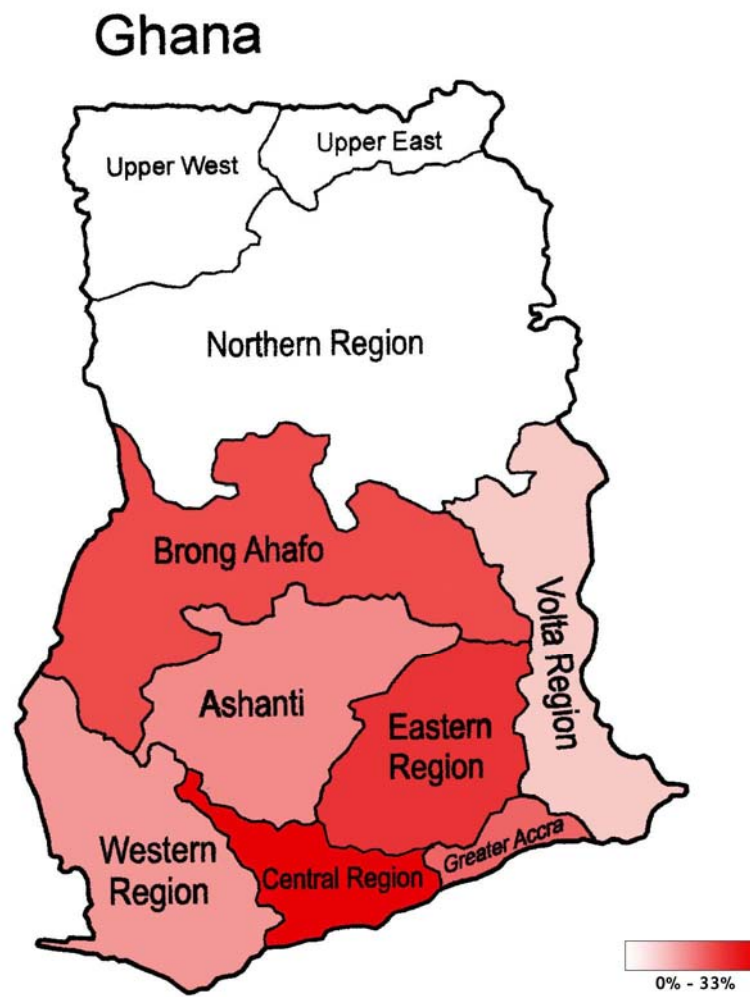 Ghana
Upper West
Upper East
Northern Region
Brong Ahafo
Volta Region
Ashanti
Eastern
Region
Western
Region
Central Region
Greater Accra
0% - 33%